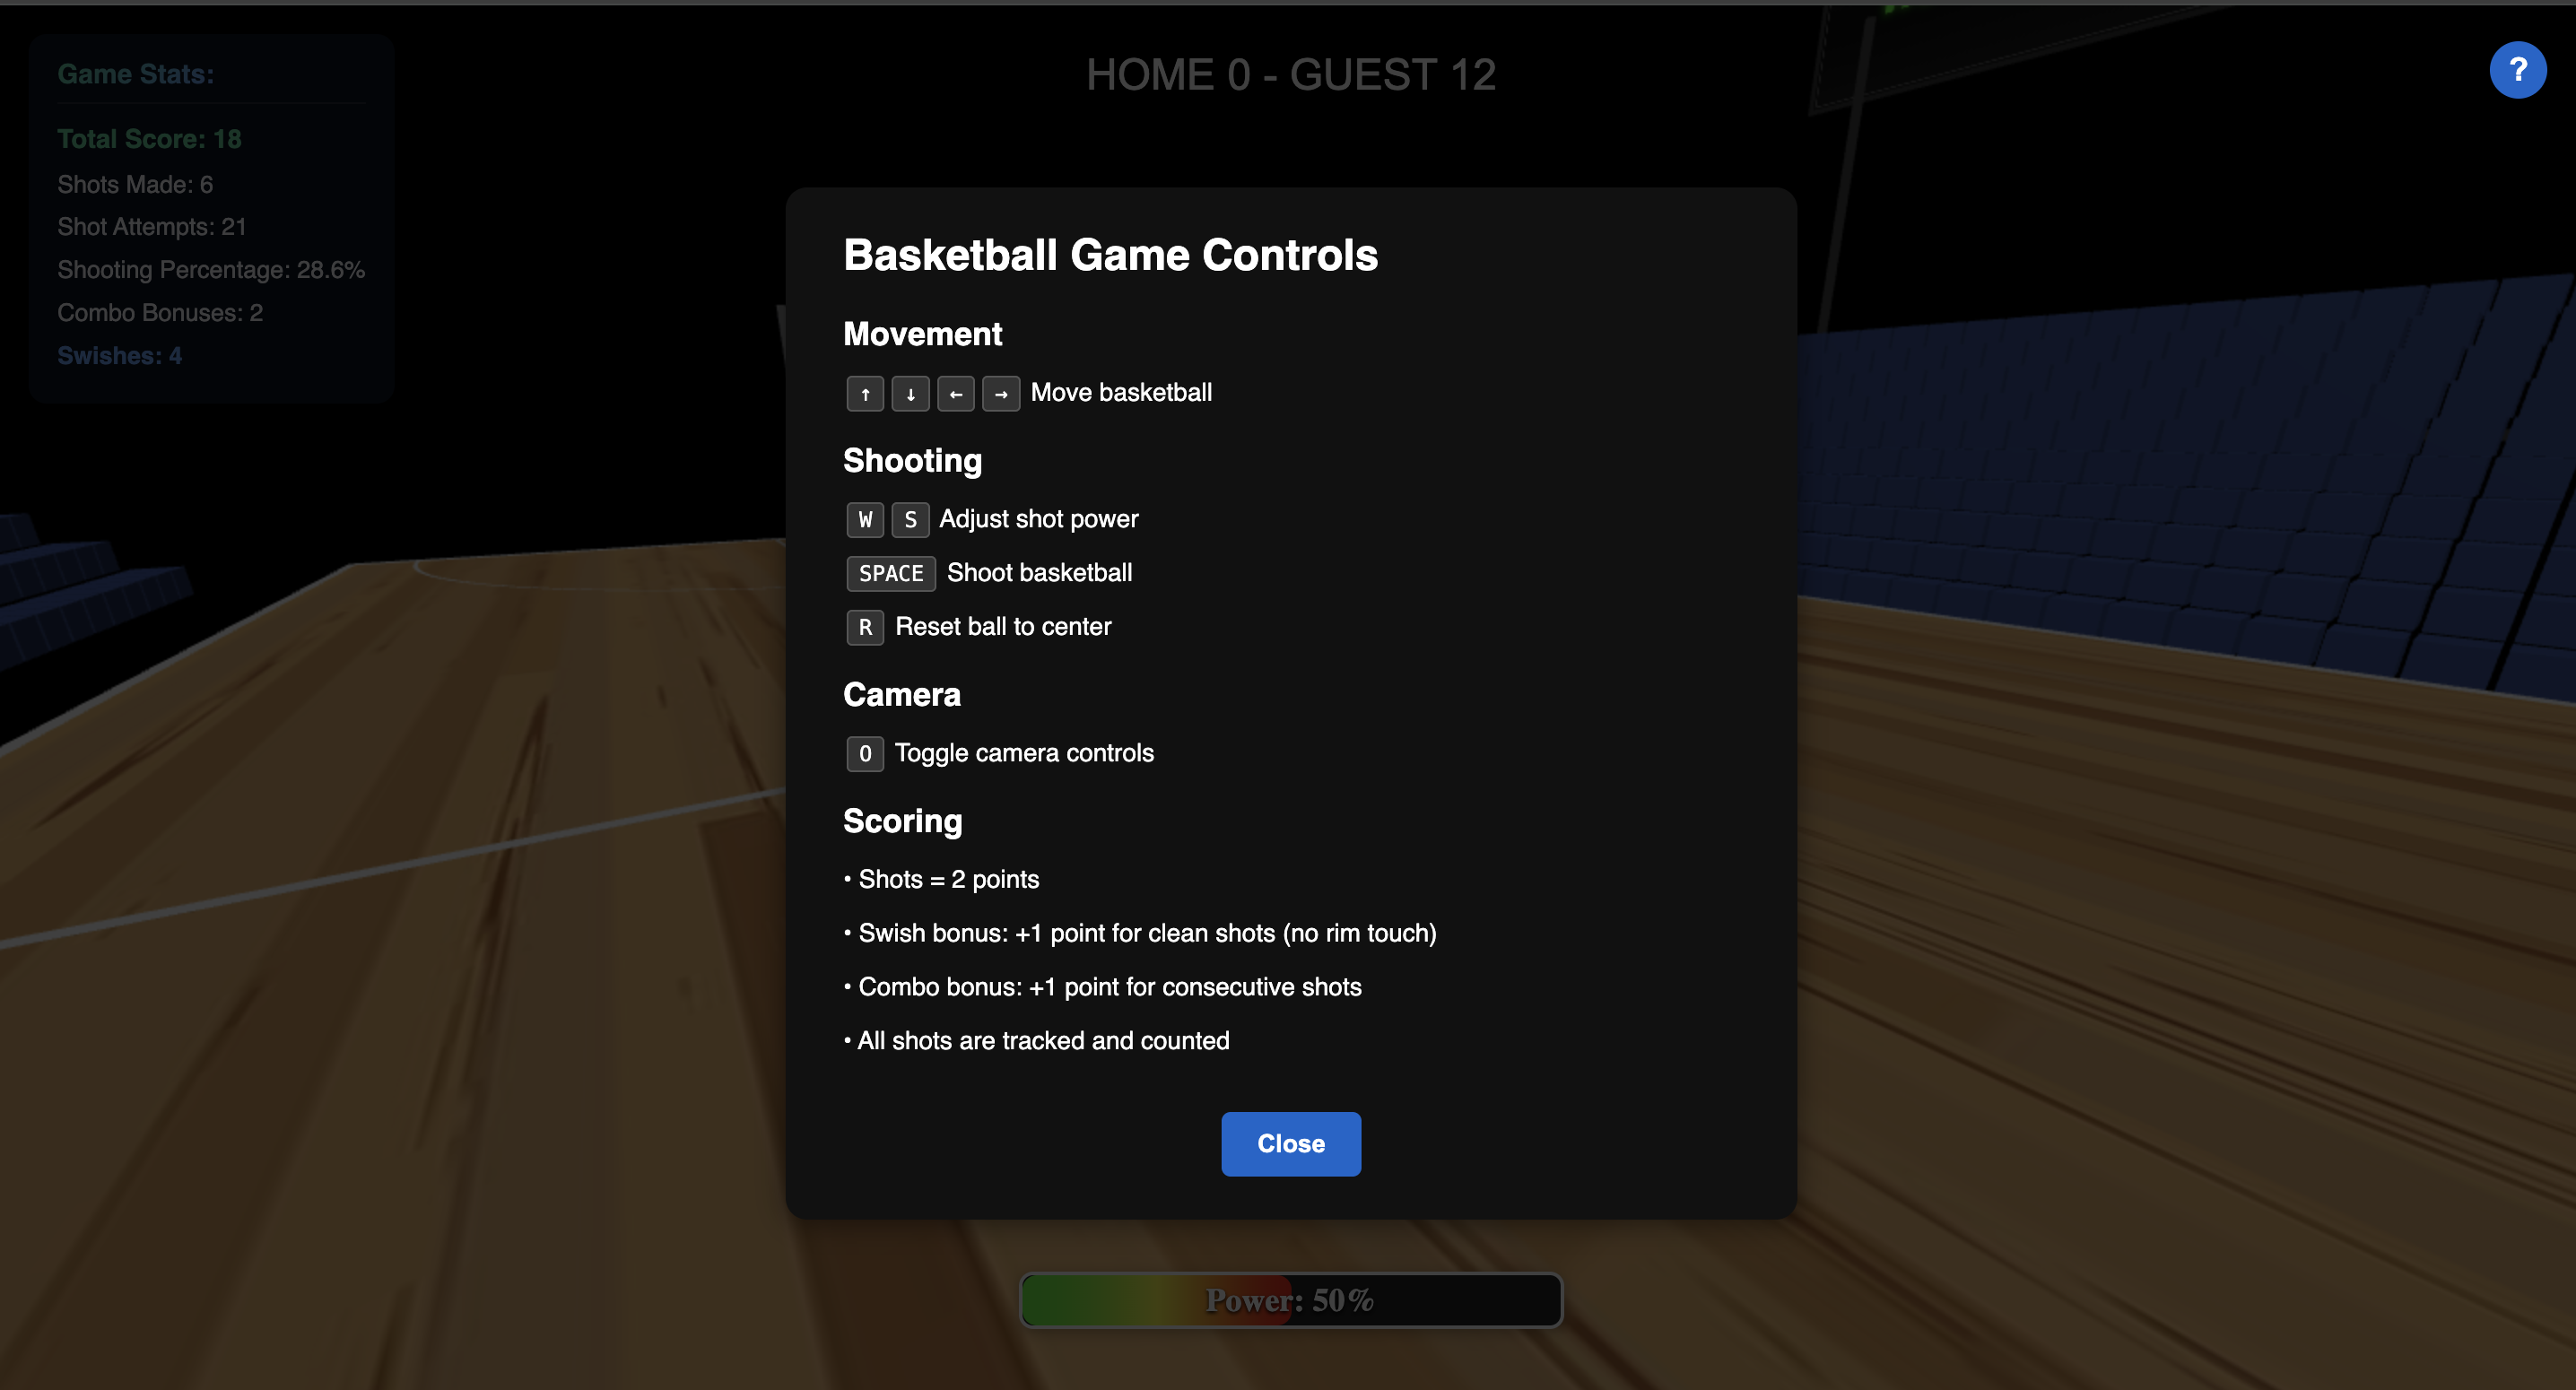 Game Stats:
Total Score: 18
Shots Made: 6
Shot Attempts: 21
Shooting Percentage: 28.6%
Combo Bonuses: 2
Swishes: 4
HOME 0 - GUEST 12
?
Basketball Game Controls
Movement
↑ ↓ ← → Move basketball
Shooting
W S Adjust shot power
SPACE Shoot basketball
R Reset ball to center
Camera
O Toggle camera controls
Scoring
• Shots = 2 points
• Swish bonus: +1 point for clean shots (no rim touch)
• Combo bonus: +1 point for consecutive shots
• All shots are tracked and counted
Close
Power: 50%